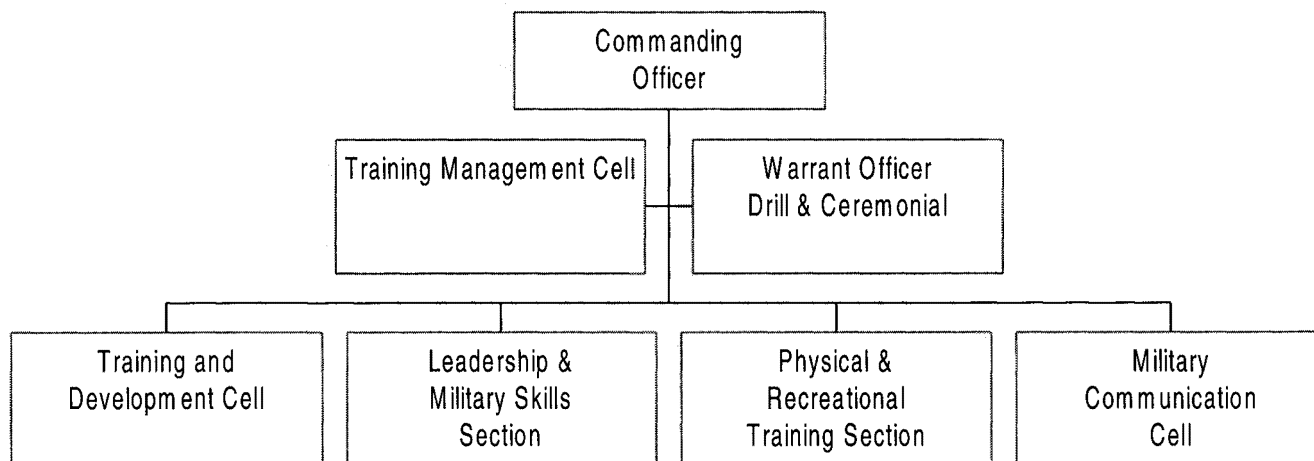 Commanding
Officer
Training Management Cell
Warrant Officer
Drill & Ceremonial
Training and
Development Cell
Leadership &
Military Skills
Section
Physical &
Recreational
Training Section
Military
Communication
Cell